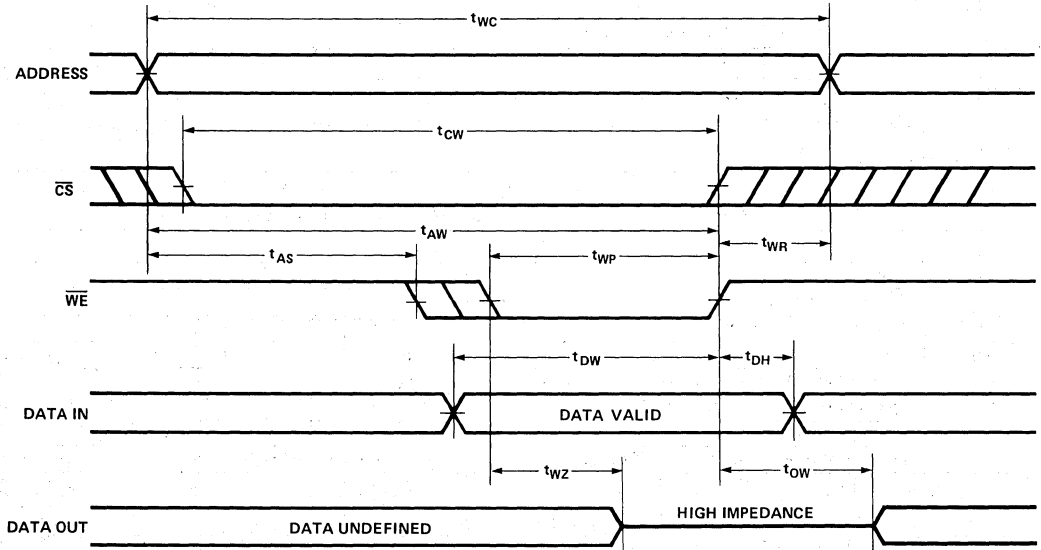 tWC
ADDRESS
tCW
CS
tAW
tAS
tWP
tWR
WE
tDW
tDH
DATA IN
DATA VALID
tWZ
tOW
DATA OUT
DATA UNDEFINED
HIGH IMPEDANCE